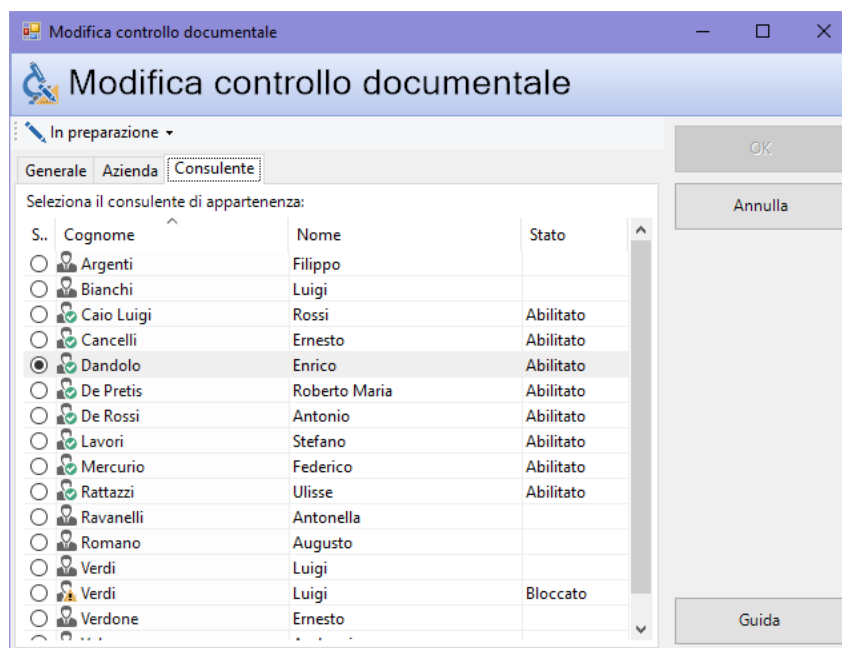 Modifica controllo documentale
Modifica controllo documentale
In preparazione
OK
Generale Azienda Consulente
Annulla
Seleziona il consulente di appartenenza:
S.. Cognome Nome Stato
Argenti Filippo
Bianchi Luigi
Caio Luigi Rossi Abilitato
Cancelli Ernesto Abilitato
Dandolo Enrico Abilitato
De Pretis Roberto Maria Abilitato
De Rossi Antonio Abilitato
Lavori Stefano Abilitato
Mercurio Federico Abilitato
Rattazzi Ulisse Abilitato
Ravanelli Antonella
Romano Augusto
Verdi Luigi
Verdi Luigi Bloccato
Verdone Ernesto
Guida